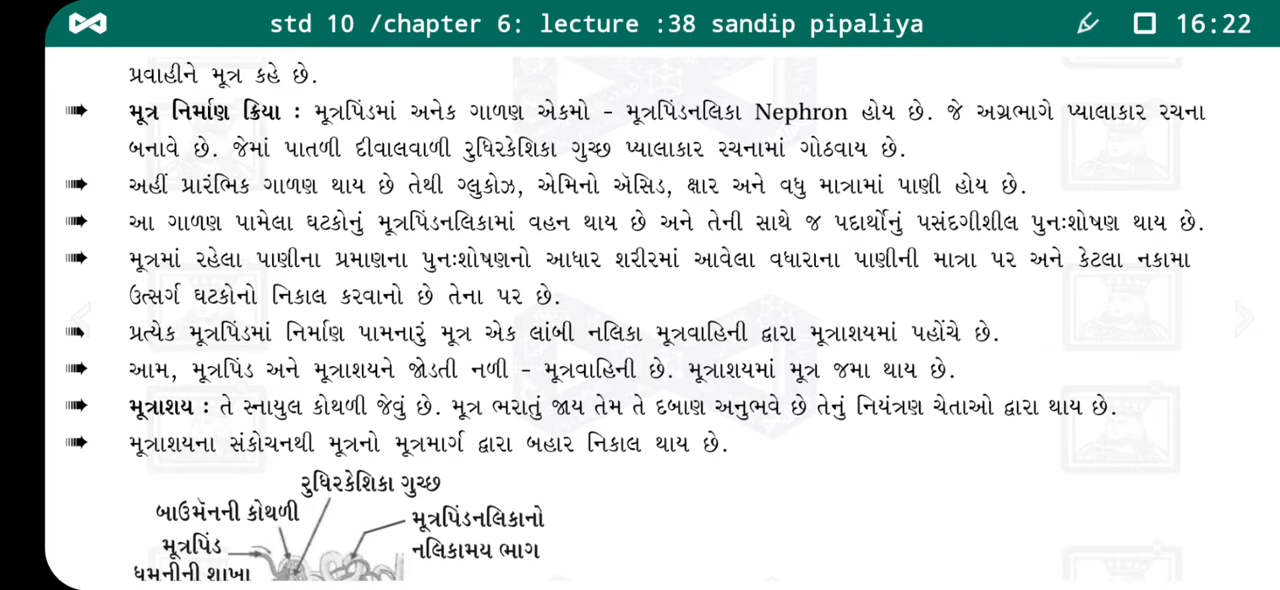 std 10 /chapter 6: lecture :38 sandip pipaliya
16:22
પ્રવાહીને મૂત્ર કહે છે.
મૂત્ર નિર્માણ ક્રિયા : મૂત્રપિંડમાં અનેક ગાળણ એકમો - મૂત્રપિંડનલિકા Nephron હોય છે. જે અગ્રભાગે પ્યાલાકાર રચના
બનાવે છે. જેમાં પાતળી દીવાલવાળી રુધિરકેશિકા ગુચ્છ પ્યાલાકાર રચનામાં ગોઠવાય છે.
અહીં પ્રારંભિક ગાળણ થાય છે તેથી ગ્લુકોઝ, એમિનો ઍસિડ, ક્ષાર અને વધુ માત્રામાં પાણી હોય છે.
આ ગાળણ પામેલા ઘટકોનું મૂત્રપિંડનલિકામાં વહન થાય છે અને તેની સાથે જ પદાર્થોનું પસંદગીશીલ પુનઃશોષણ થાય છે.
મૂત્રમાં રહેલા પાણીના પ્રમાણના પુનઃશોષણનો આધાર શરીરમાં આવેલા વધારાના પાણીની માત્રા પર અને કેટલા નકામા
ઉત્સર્ગ ઘટકોનો નિકાલ કરવાનો છે તેના પર છે.
પ્રત્યેક મૂત્રપિંડમાં નિર્માણ પામનારું મૂત્ર એક લાંબી નલિકા મૂત્રવાહિની દ્વારા મૂત્રાશયમાં પહોંચે છે.
આમ, મૂત્રપિંડ અને મૂત્રાશયને જોડતી નળી - મૂત્રવાહિની છે. મૂત્રાશયમાં મૂત્ર જમા થાય છે.
મૂત્રાશય : તે સ્નાયુલ કોથળી જેવું છે. મૂત્ર ભરાતું જાય તેમ તે દબાણ અનુભવે છે તેનું નિયંત્રણ ચેતાઓ દ્વારા થાય છે.
મૂત્રાશયના સંકોચનથી મૂત્રનો મૂત્રમાર્ગ દ્વારા બહાર નિકાલ થાય છે.
રુધિરકેશિકા ગુચ્છ
બાઉમૅનની કોથળી
મૂત્રપિંડનલિકાનો
નલિકામય ભાગ
મૂત્રપિંડ
ધમનીની શાખા